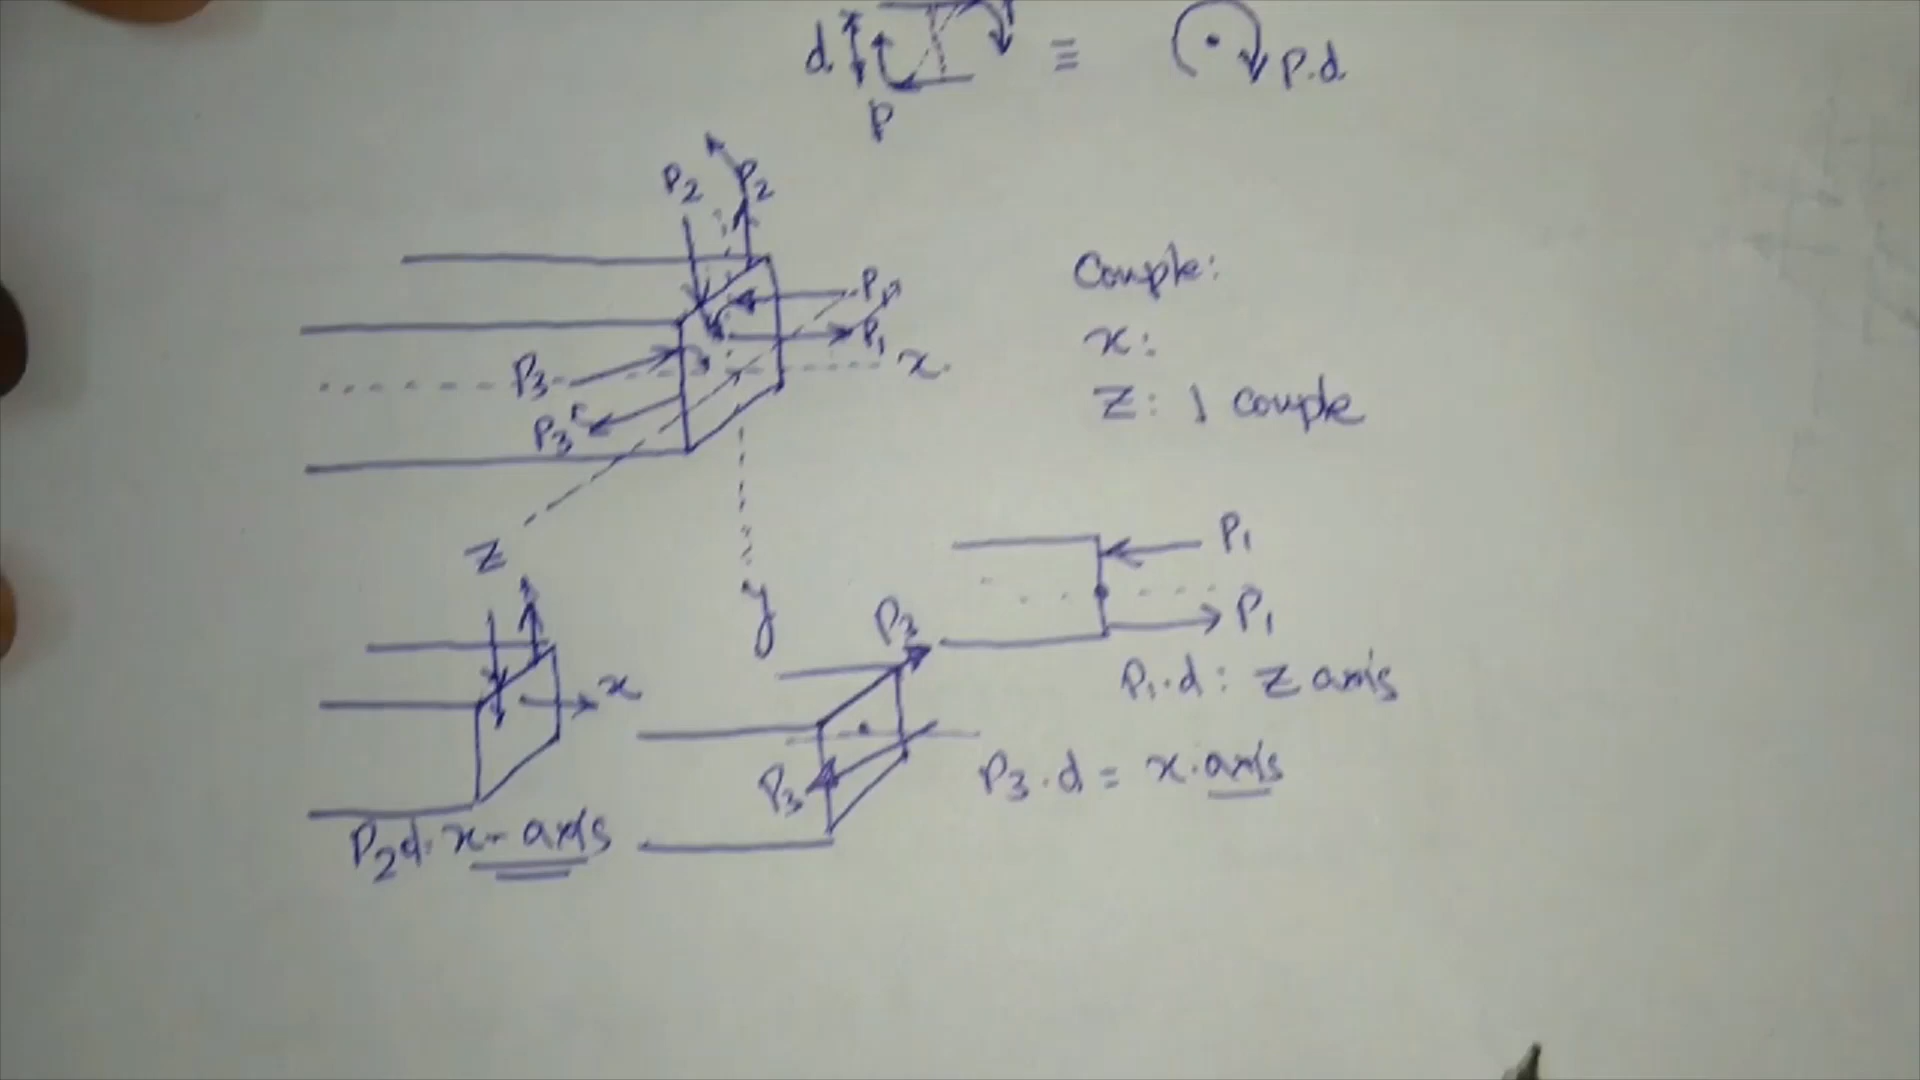 d
P
≡
P.d.
P2
P2
P1
P1
x
P3
P3
Couple:
x:
Z: 1 couple
Z
y
x
P2d. x- axis
P3
P3
P3.d = x.axis
P1
P1
P1.d: Z axis